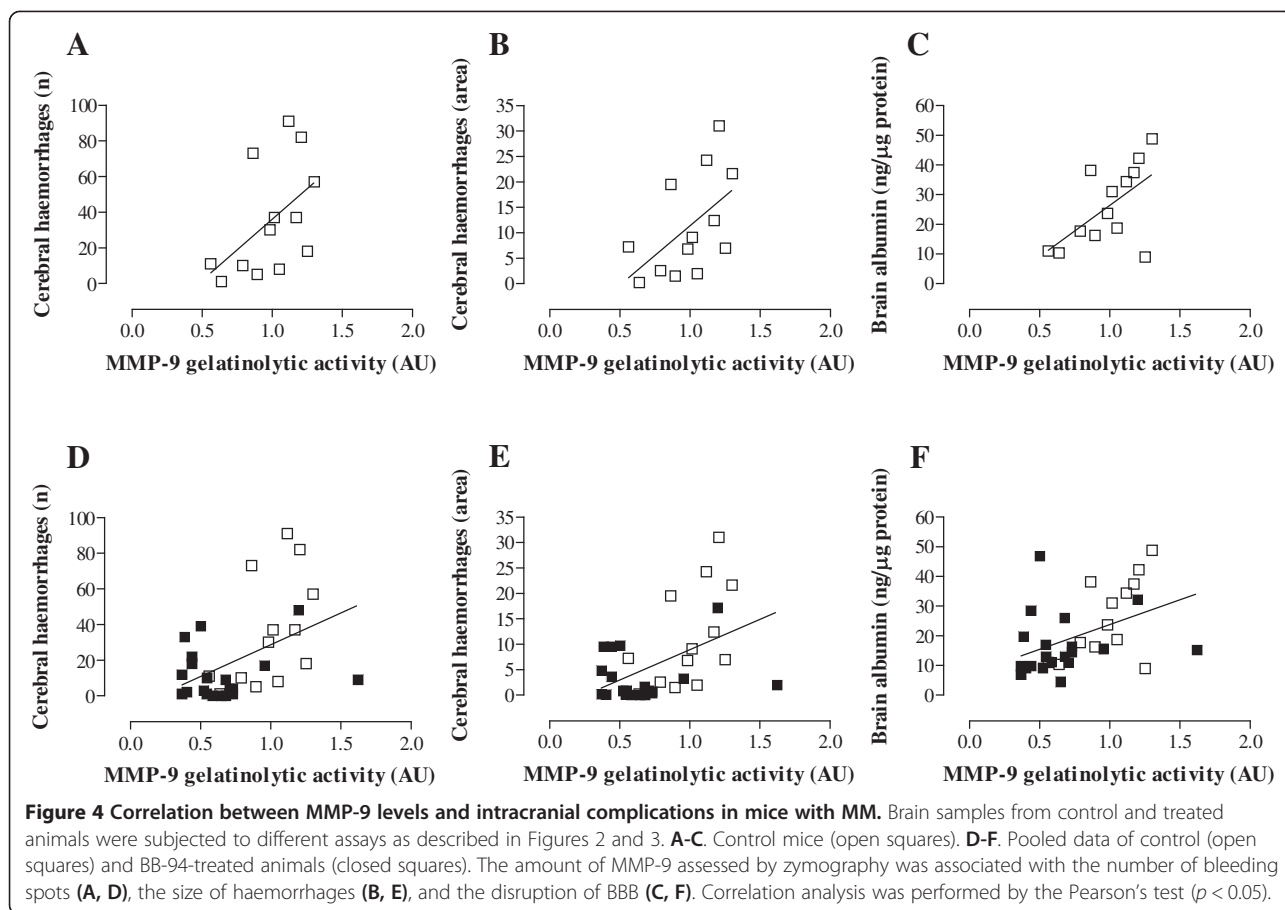 A
B
C
Cerebral haemorrhages (n)
100
80
60
40
20
0
0.0 0.5 1.0 1.5 2.0
MMP-9 gelatinolytic activity (AU)
Cerebral haemorrhages (area)
35
30
25
20
15
10
5
0
0.0 0.5 1.0 1.5 2.0
MMP-9 gelatinolytic activity (AU)
Brain albumin (ng/µg protein)
60
50
40
30
20
10
0
0.0 0.5 1.0 1.5 2.0
MMP-9 gelatinolytic activity (AU)
D
E
F
Cerebral haemorrhages (n)
100
80
60
40
20
0
0.0 0.5 1.0 1.5 2.0
MMP-9 gelatinolytic activity (AU)
Cerebral haemorrhages (area)
35
30
25
20
15
10
5
0
0.0 0.5 1.0 1.5 2.0
MMP-9 gelatinolytic activity (AU)
Brain albumin (ng/µg protein)
60
50
40
30
20
10
0
0.0 0.5 1.0 1.5 2.0
MMP-9 gelatinolytic activity (AU)
Figure 4 Correlation between MMP-9 levels and intracranial complications in mice with MM. Brain samples from control and treated
animals were subjected to different assays as described in Figures 2 and 3. A-C. Control mice (open squares). D-F. Pooled data of control (open
squares) and BB-94-treated animals (closed squares). The amount of MMP-9 assessed by zymography was associated with the number of bleeding
spots (A, D), the size of haemorrhages (B, E), and the disruption of BBB (C, F). Correlation analysis was performed by the Pearson's test (p < 0.05).